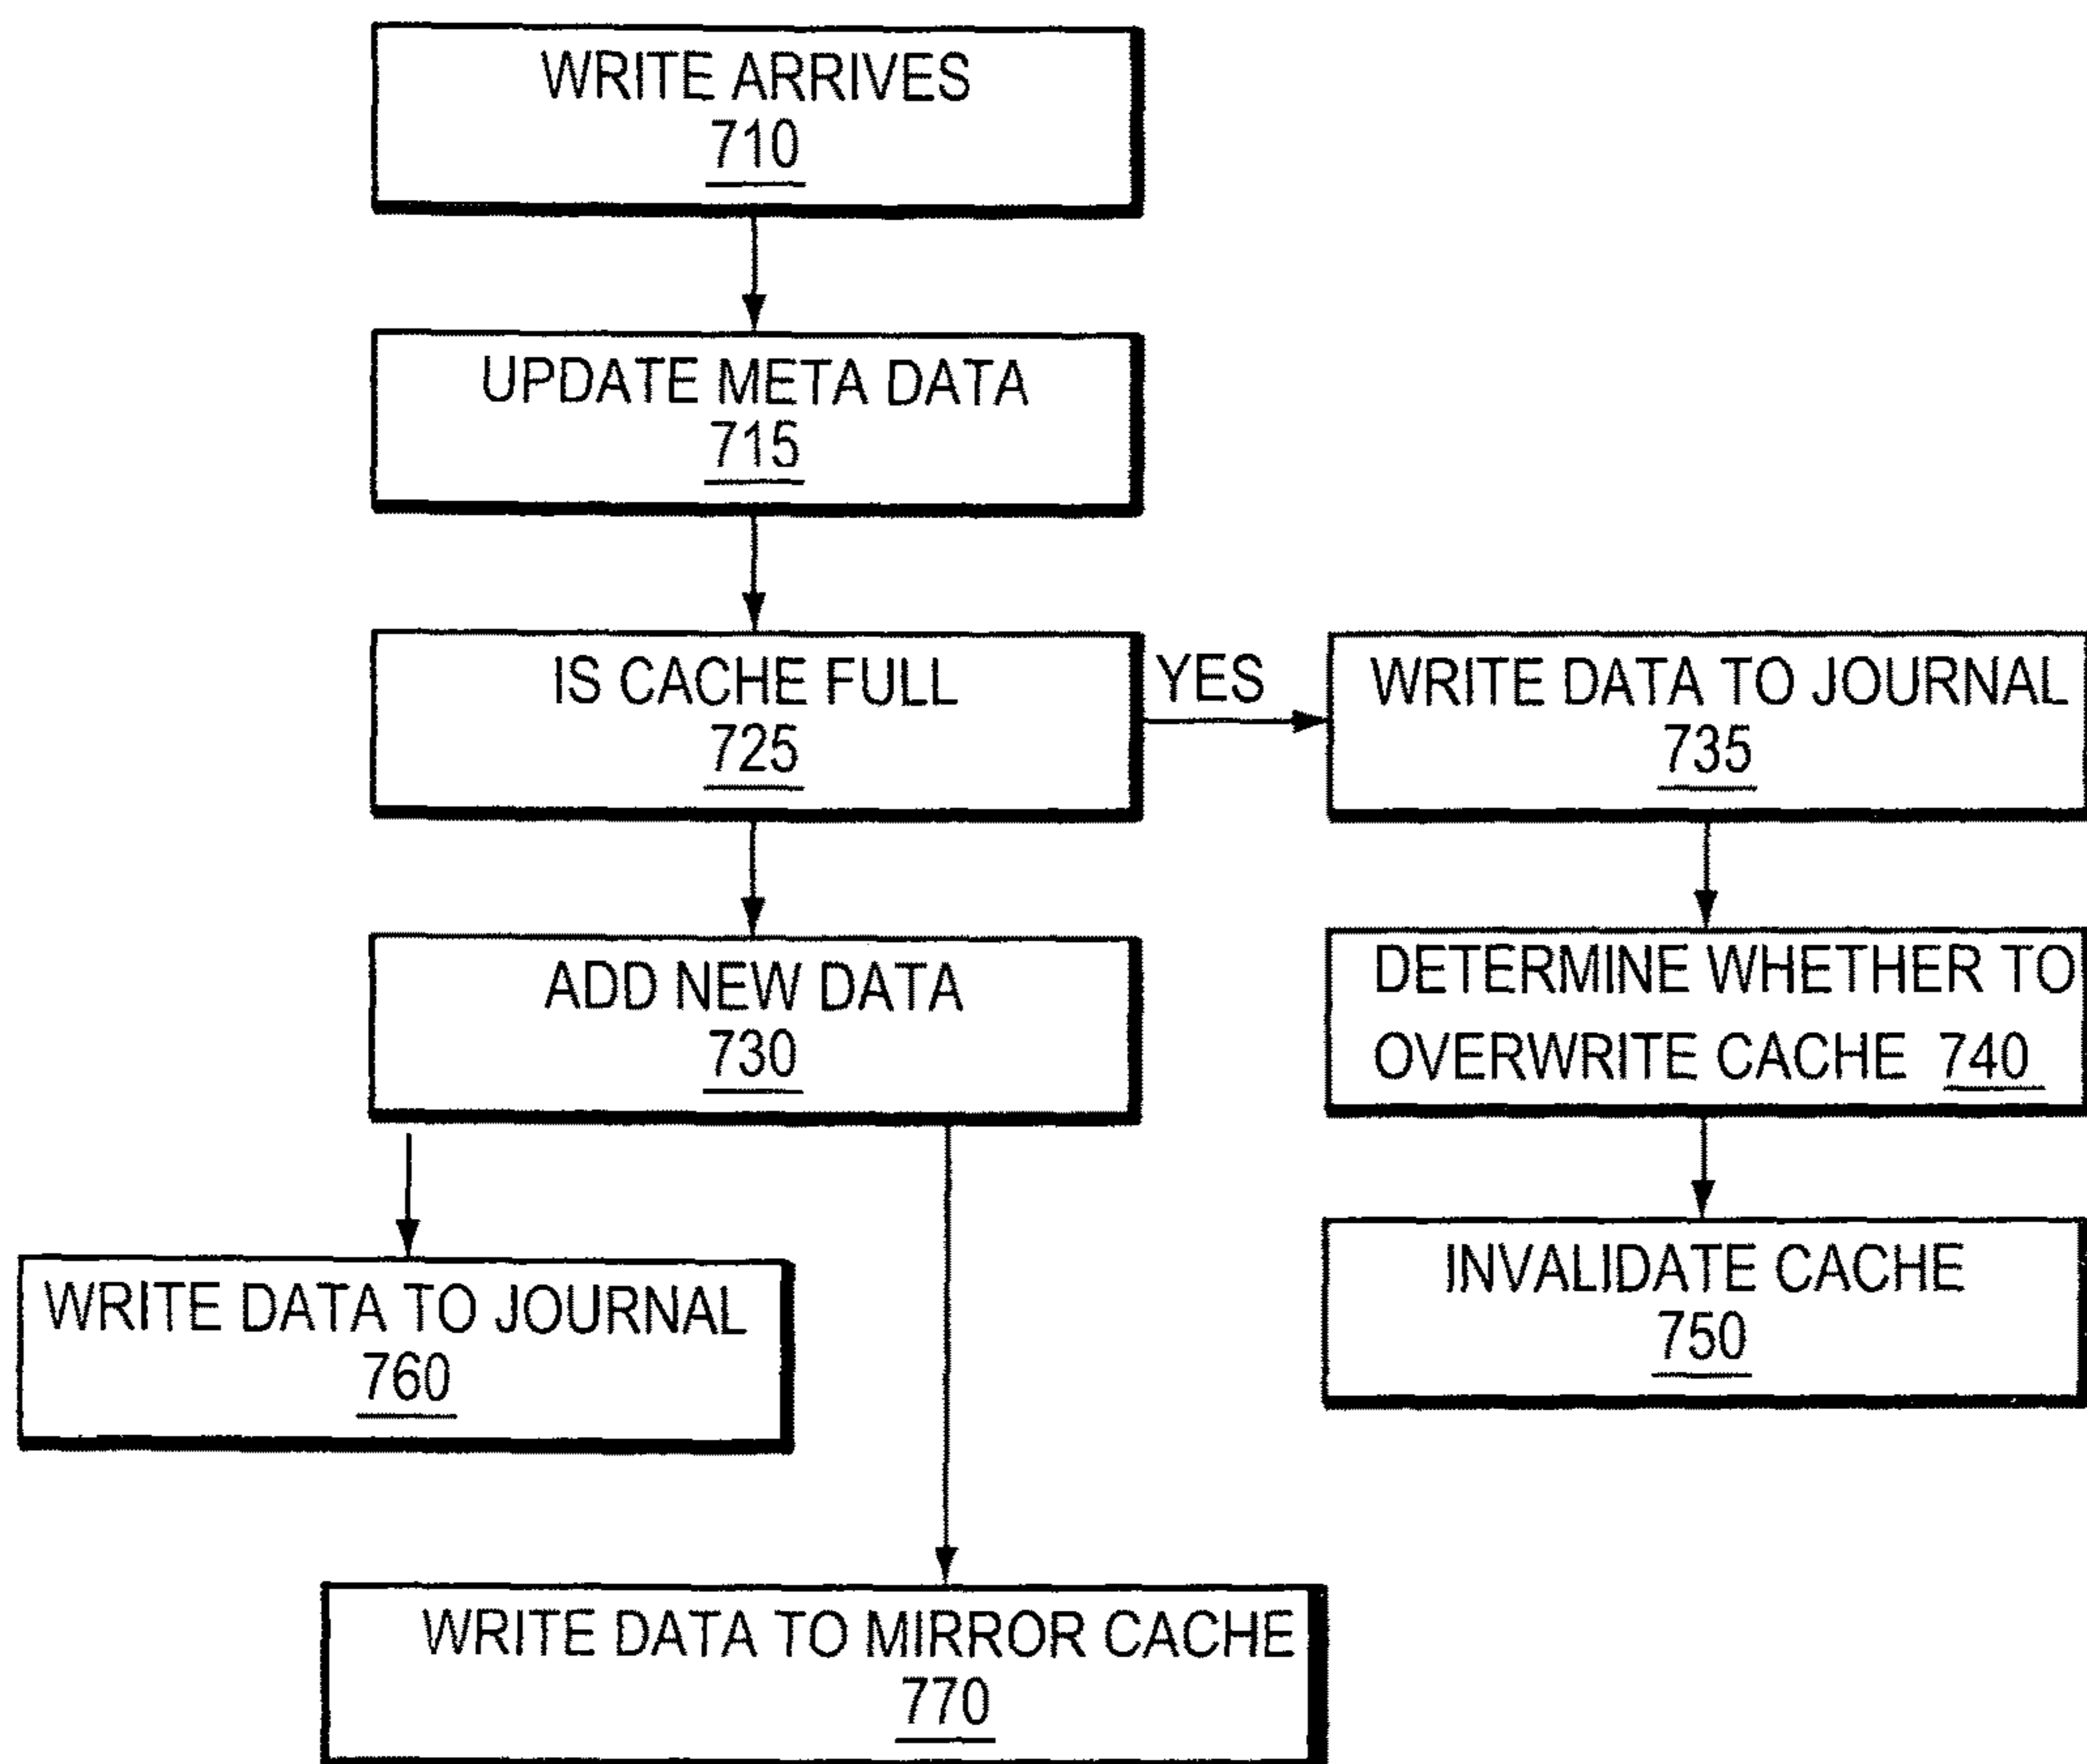 WRITE ARRIVES
710
UPDATE META DATA
715
IS CACHE FULL
725
YES
WRITE DATA TO JOURNAL
735
ADD NEW DATA
730
DETERMINE WHETHER TO
OVERWRITE CACHE 740
WRITE DATA TO JOURNAL
760
INVALIDATE CACHE
750
WRITE DATA TO MIRROR CACHE
770